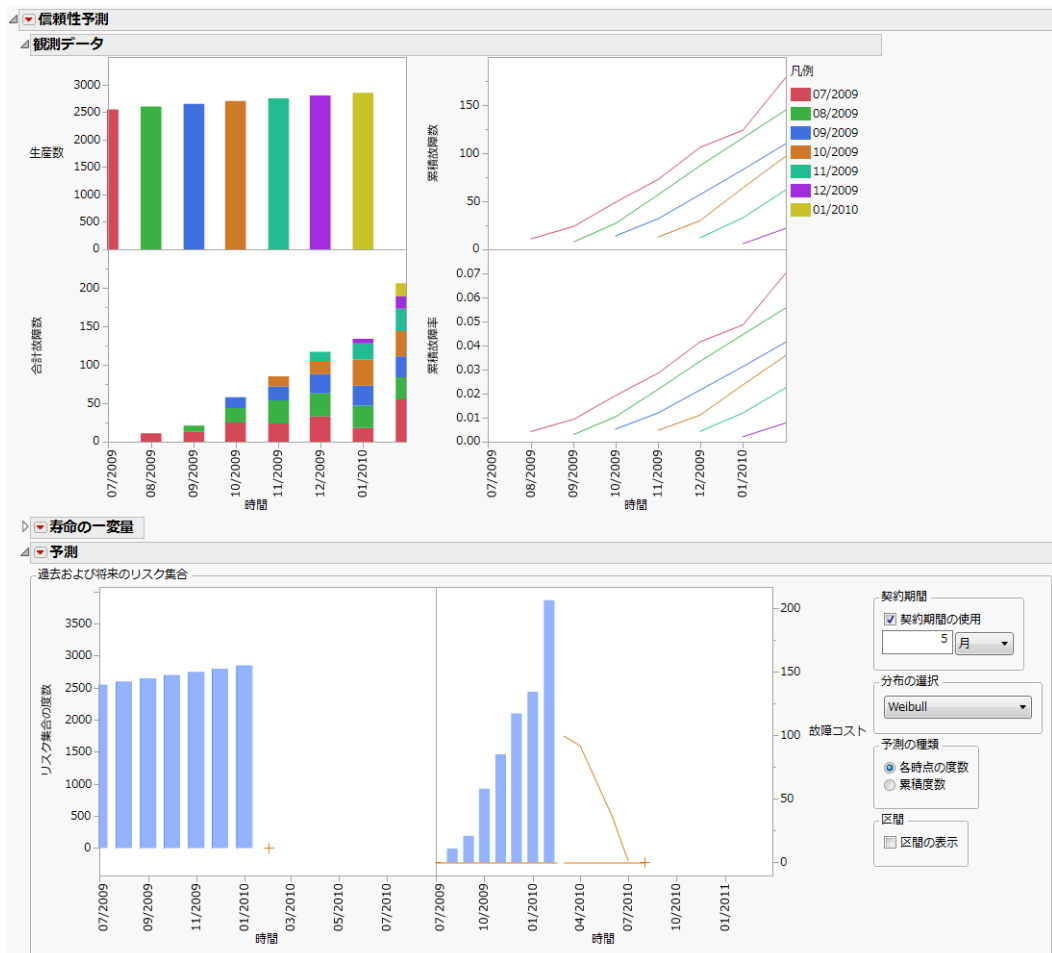 信頼性予測
観測データ
生産数
3000
2500
2000
1500
1000
500
0
累積故障数
150
100
50
0
凡例
07/2009
08/2009
09/2009
10/2009
11/2009
12/2009
01/2010
合計故障数
200
150
100
50
0
07/2009
08/2009
09/2009
10/2009
11/2009
12/2009
01/2010
時間
累積故障率
0.07
0.06
0.05
0.04
0.03
0.02
0.01
0.00
07/2009
08/2009
09/2009
10/2009
11/2009
12/2009
01/2010
時間
寿命の一変量
予測
過去および将来のリスク集合
リスク集合の度数
3500
3000
2500
2000
1500
1000
500
0
07/2009
09/2009
11/2009
01/2010
03/2010
05/2010
07/2010
時間
200
150
100
50
0
故障コスト
07/2009
10/2009
01/2010
04/2010
07/2010
10/2010
01/2011
時間
契約期間
契約期間の使用
5 月
分布の選択
Weibull
予測の種類
各時点の度数
累積度数
区間
区間の表示